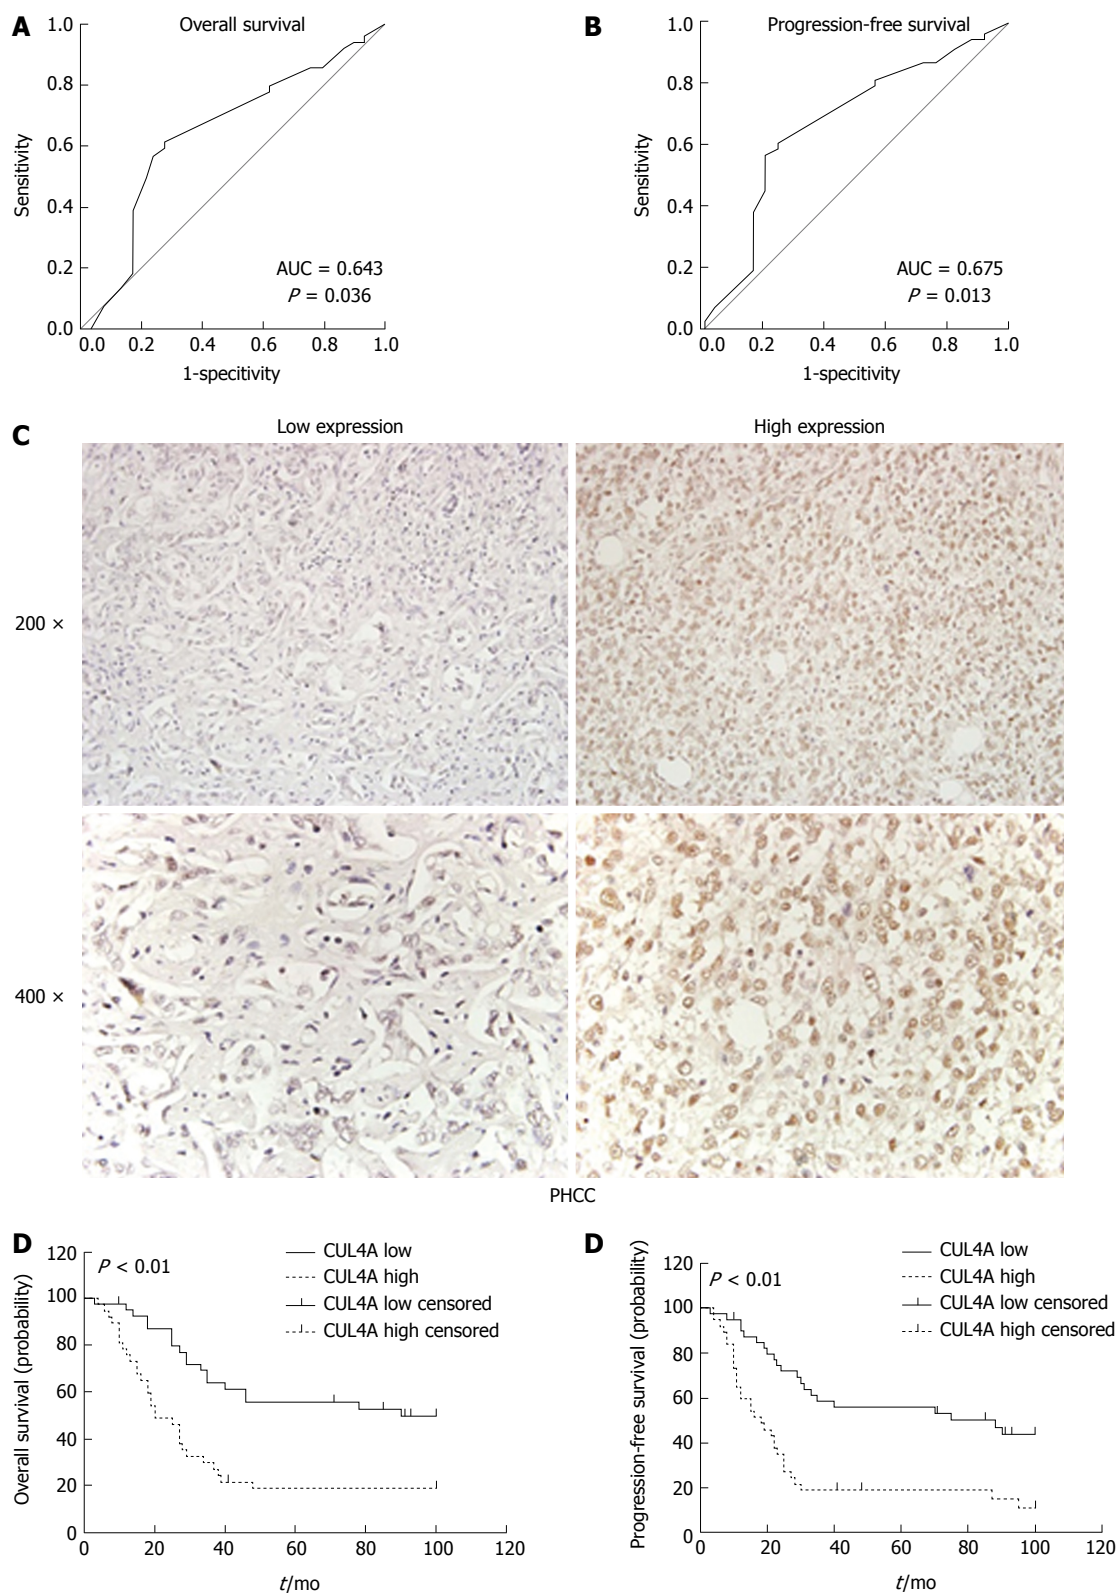 A
Overall survival
1.0
0.8
0.6
0.4
0.2
0.0
Sensitivity
AUC = 0.643
P = 0.036
0.0 0.2 0.4 0.6 0.8 1.0
1-specitivity
B
Progression-free survival
1.0
0.8
0.6
0.4
0.2
0.0
Sensitivity
AUC = 0.675
P = 0.013
0.0 0.2 0.4 0.6 0.8 1.0
1-specitivity
C
Low expression
High expression
200 ×
400 ×
PHCC
D
120
100
80
60
40
20
0
Overall survival (probability)
P < 0.01
CUL4A low
CUL4A high
CUL4A low censored
CUL4A high censored
0 20 40 60 80 100 120
t/mo
D
120
100
80
60
40
20
0
Progression-free survival (probability)
P < 0.01
CUL4A low
CUL4A high
CUL4A low censored
CUL4A high censored
0 20 40 60 80 100 120
t/mo